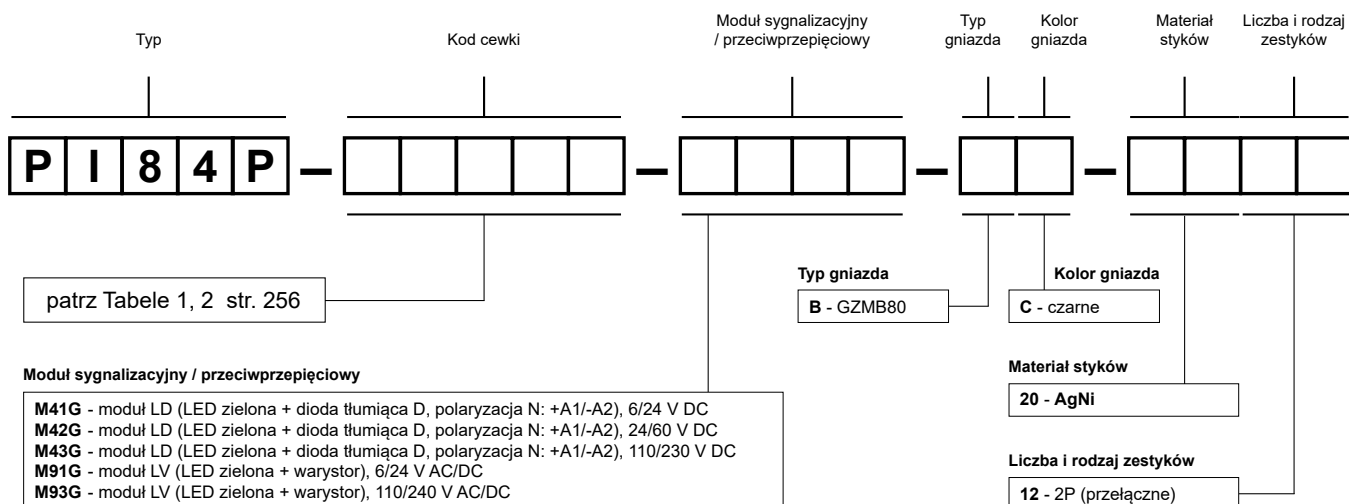 Typ
Kod cewki
Moduł sygnalizacyjny
/ przeciwprzepięciowy
Typ
gniazda
Kolor
gniazda
Materiał
styków
Liczba i rodzaj
zestyków
PI84P – – – –
patrz Tabele 1, 2 str. 256
Typ gniazda
B - GZMB80
Kolor gniazda
C - czarne
Materiał styków
20 - AgNi
Liczba i rodzaj zestyków
12 - 2P (przełączne)
Moduł sygnalizacyjny / przeciwprzepięciowy
M41G - moduł LD (LED zielona + dioda tłumiąca D, polaryzacja N: +A1/-A2), 6/24 V DC
M42G - moduł LD (LED zielona + dioda tłumiąca D, polaryzacja N: +A1/-A2), 24/60 V DC
M43G - moduł LD (LED zielona + dioda tłumiąca D, polaryzacja N: +A1/-A2), 110/230 V DC
M91G - moduł LV (LED zielona + warystor), 6/24 V AC/DC
M93G - moduł LV (LED zielona + warystor), 110/240 V AC/DC